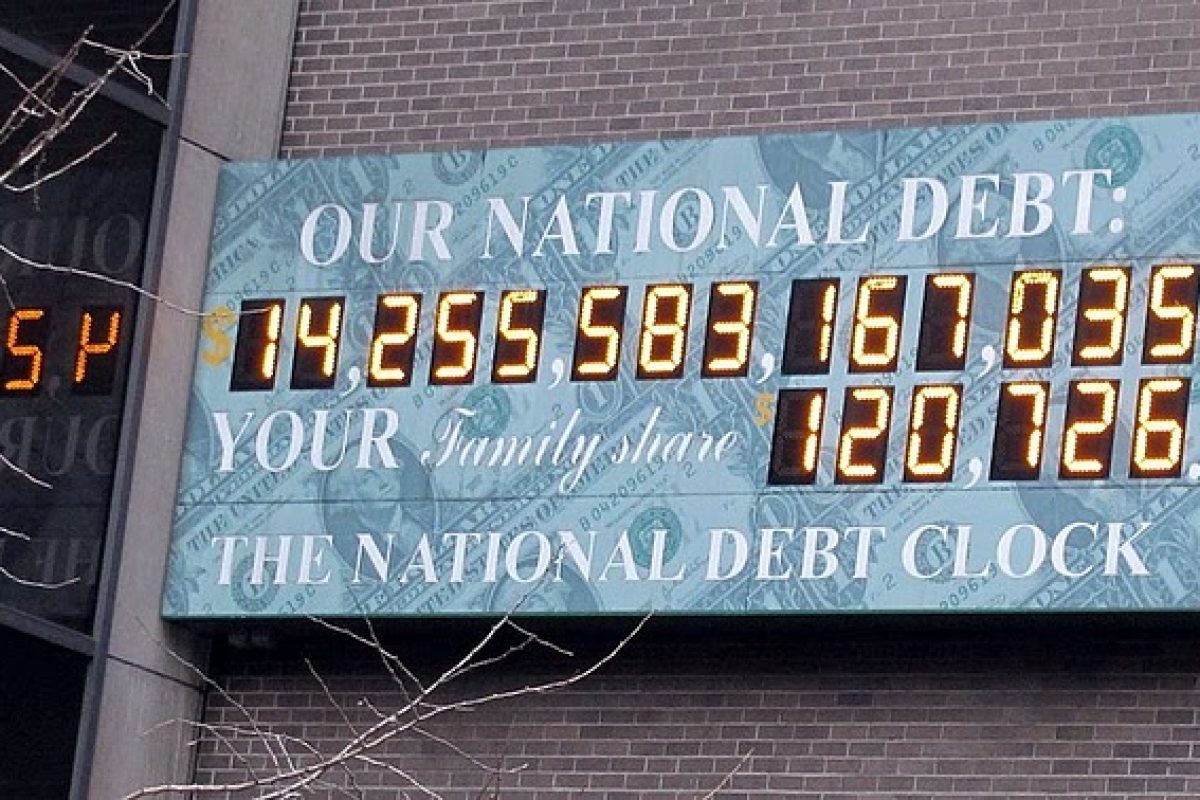 OUR NATIONAL DEBT:
$14,255,583,167,035
YOUR Family share $120,726
THE NATIONAL DEBT CLOCK